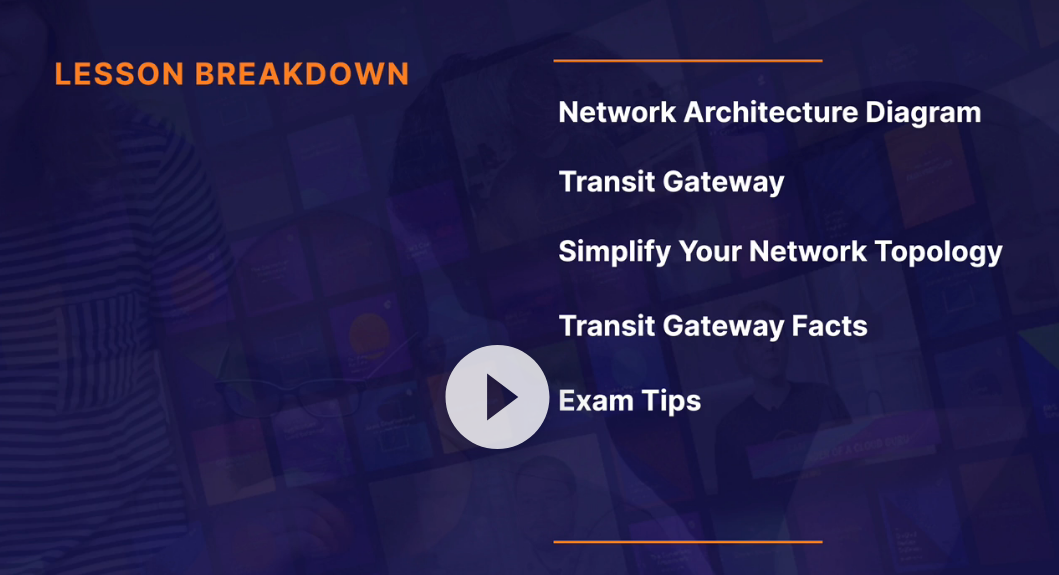 LESSON BREAKDOWN
Network Architecture Diagram
Transit Gateway
Simplify Your Network Topology
Transit Gateway Facts
Exam Tips